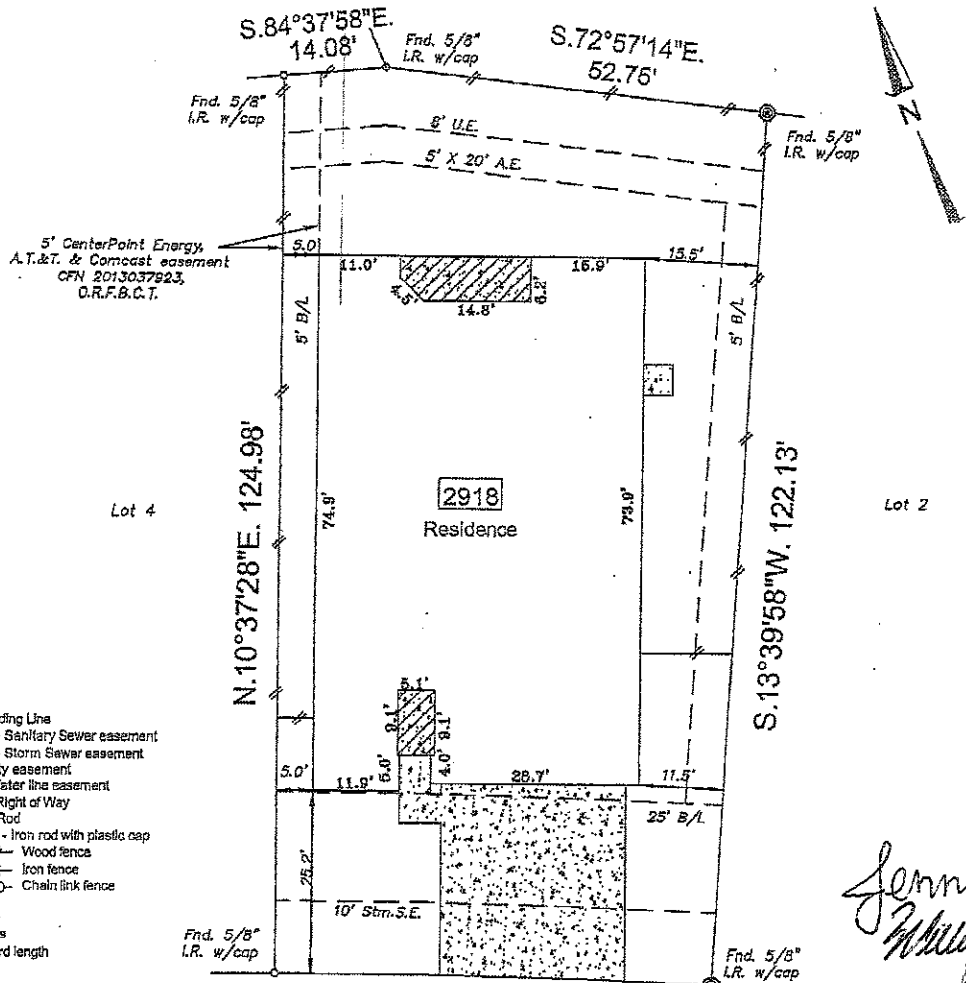 S.84°37'58"E.
14.08'
Fnd. 5/8"
I.R. w/cap
S.72°57'14"E.
52.75'
N
Fnd. 5/8"
I.R. w/cap
Fnd. 5/8"
I.R. w/cap
8' U.E.
5' X 20' A.E.
5' CenterPoint Energy,
A.T.&T. & Comcast easement
CFN 2013037923,
O.R.F.B.C.T.
5.0
11.0'
16.9'
15.5'
4.5'
14.8'
6.2'
5' B/L
5' B/L
Lot 4
N.10°37'28"E. 124.98'
74.9'
2918
Residence
73.9'
S.13°39'58"W. 122.13'
Lot 2
ding Line
Sanitary Sewer easement
Storm Sewer easement
y easement
ater line easement
Right of Way
Rod
- Iron rod with plastic cap
Wood fence
Iron fence
Chain link fence
s
rd length
5.1'
9.1'
9.1'
5.0'
4.0'
5.0'
11.9'
28.7'
11.5'
25' B/L
25.2'
10' Stm.S.E.
Fnd. 5/8"
I.R. w/cap
Fnd. 5/8"
I.R. w/cap
Jenn